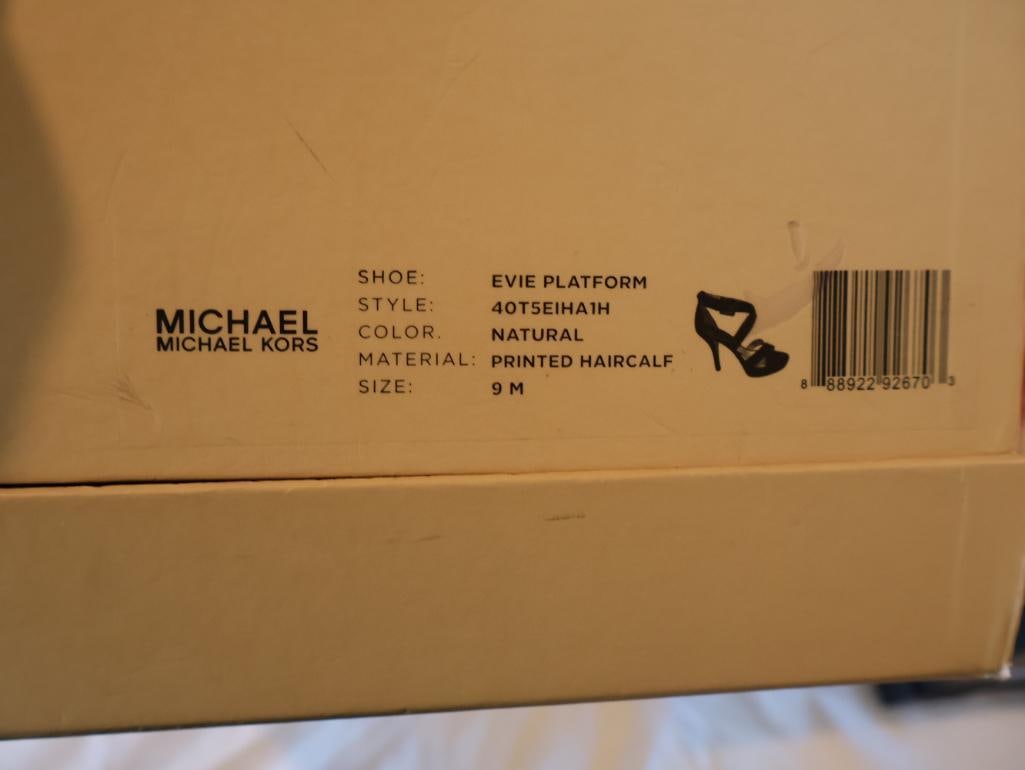 MICHAEL
MICHAEL KORS
SHOE: EVIE PLATFORM
STYLE: 40T5EIHA1H
COLOR. NATURAL
MATERIAL: PRINTED HAIRCALF
SIZE: 9 M
8 88922 92670 3